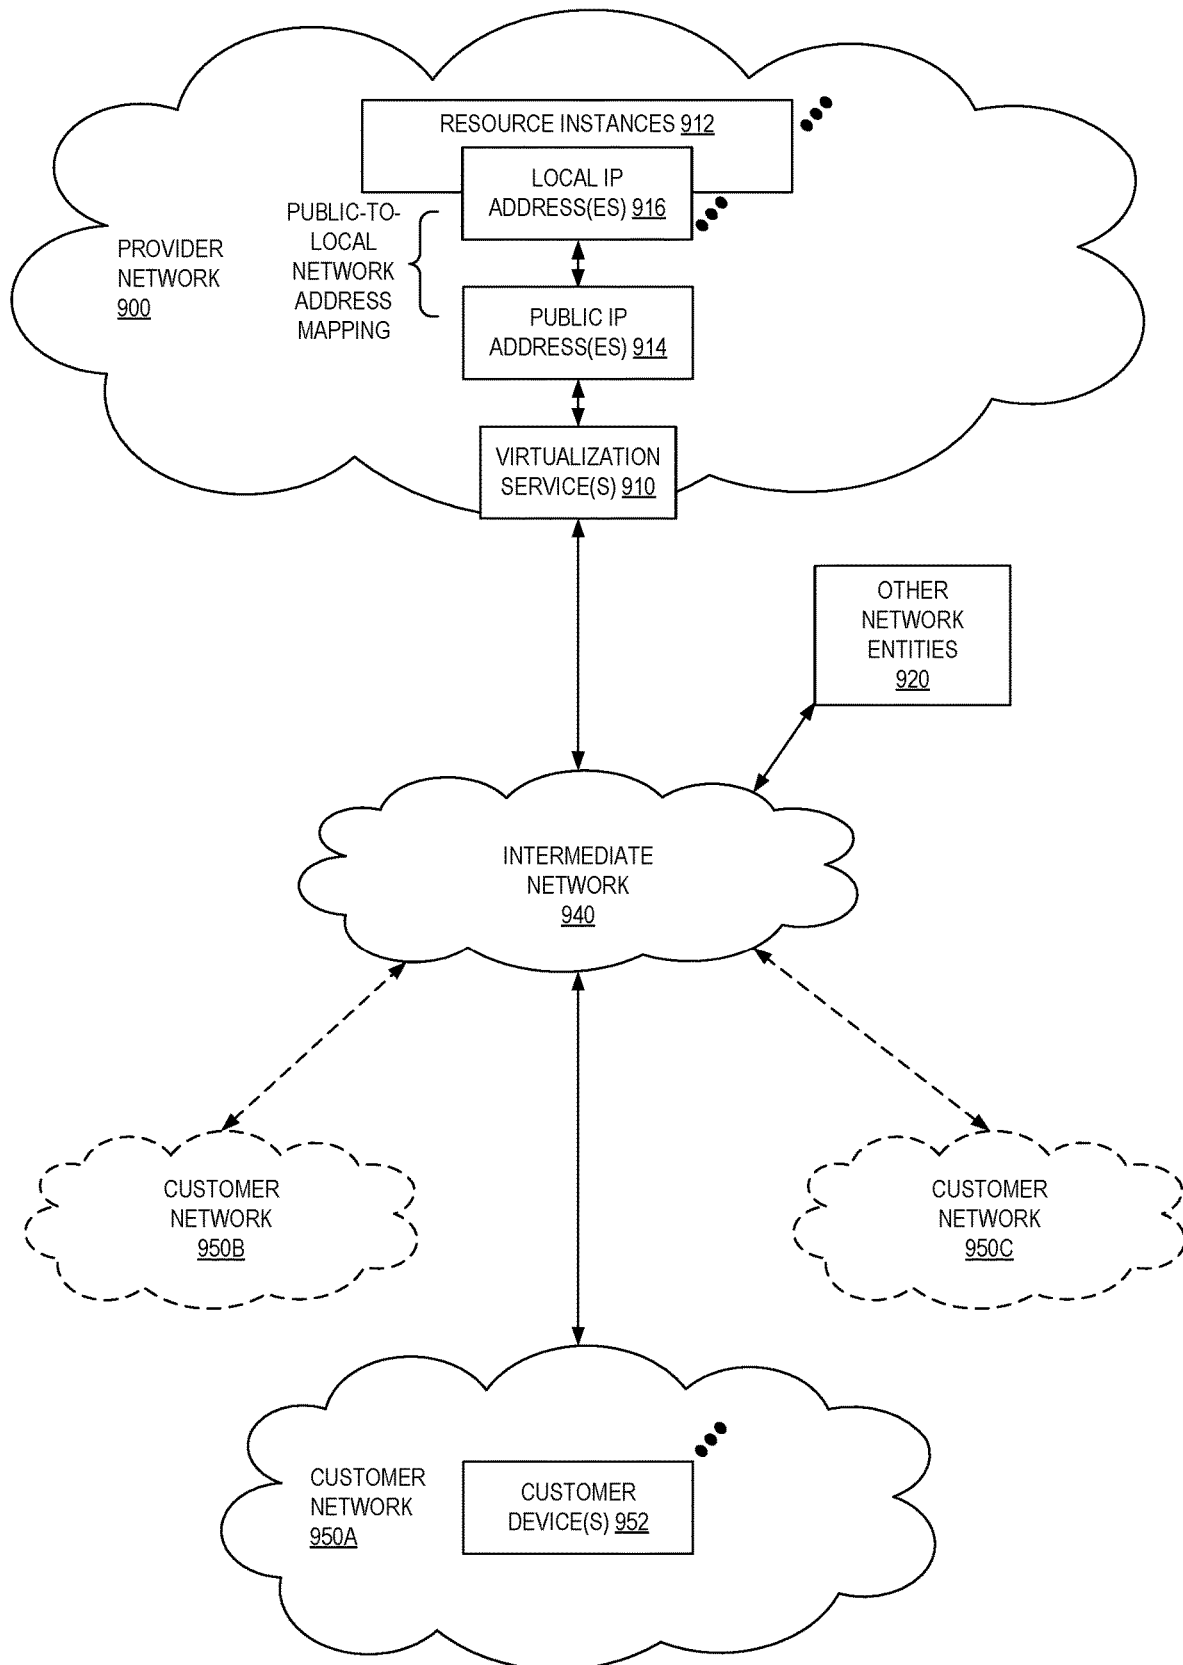 RESOURCE INSTANCES 912
LOCAL IP
ADDRESS(ES) 916
PUBLIC-TO-
LOCAL
NETWORK
ADDRESS
MAPPING
PROVIDER
NETWORK
900
PUBLIC IP
ADDRESS(ES) 914
VIRTUALIZATION
SERVICE(S) 910
OTHER
NETWORK
ENTITIES
920
INTERMEDIATE
NETWORK
940
CUSTOMER
NETWORK
950B
CUSTOMER
NETWORK
950C
CUSTOMER
NETWORK
950A
CUSTOMER
DEVICE(S) 952